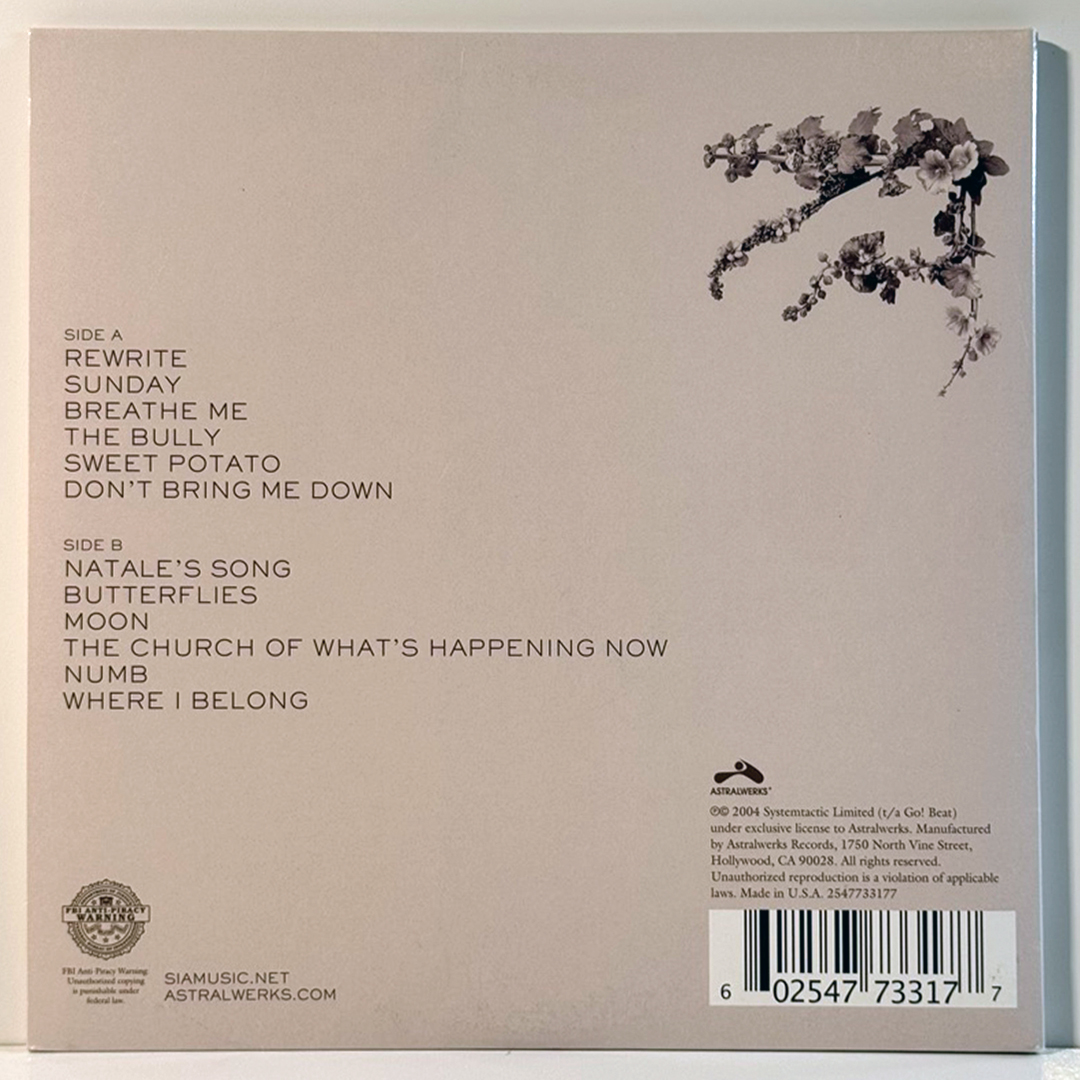 SIDE A
REWRITE
SUNDAY
BREATHE ME
THE BULLY
SWEET POTATO
DON'T BRING ME DOWN
SIDE B
NATALE'S SONG
BUTTERFLIES
MOON
THE CHURCH OF WHAT'S HAPPENING NOW
NUMB
WHERE I BELONG
ASTRALWERKS
℗© 2004 Systemtactic Limited (t/a Go! Beat)
under exclusive license to Astralwerks. Manufactured
by Astralwerks Records, 1750 North Vine Street,
Hollywood, CA 90028. All rights reserved.
Unauthorized reproduction is a violation of applicable
laws. Made in U.S.A. 2547733177
6 02547 73317 7
FBI ANTI-PIRACY
WARNING
FBI Anti-Piracy Warning:
Unauthorized copying
is punishable under
federal law.
SIAMUSIC.NET
ASTRALWERKS.COM